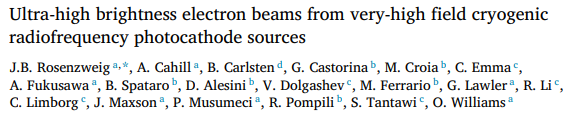 Ultra-high brightness electron beams from very-high field cryogenic
radiofrequency photocathode sources
J.B. Rosenzweig a,*, A. Cahill a, B. Carlsten d, G. Castorina b, M. Croia b, C. Emma c,
A. Fukusawa a, B. Spataro b, D. Alesini b, V. Dolgashev c, M. Ferrario b, G. Lawler a, R. Li c,
C. Limborg c, J. Maxson a, P. Musumeci a, R. Pompili b, S. Tantawi c, O. Williams a